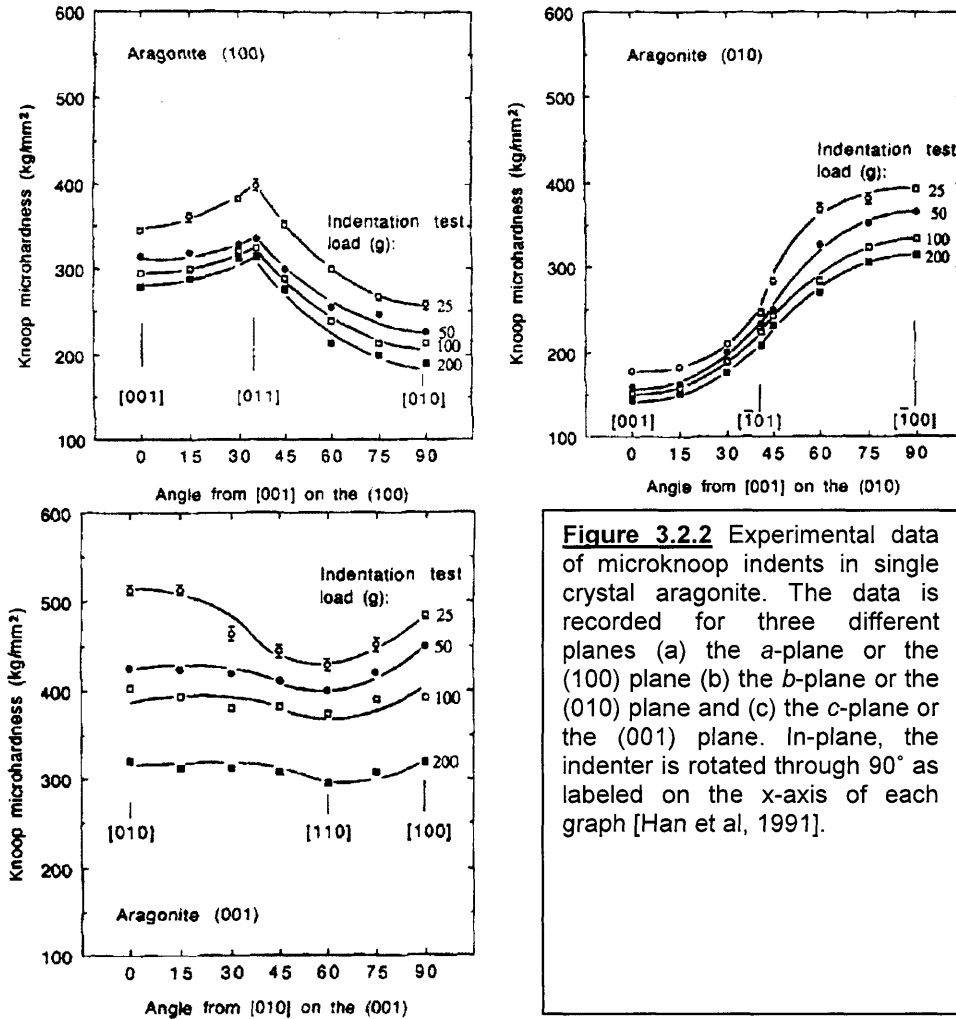 600
500
400
300
200
100
Knoop microhardness (kg/mm²)
Aragonite (100)
Indentation test
load (g):
25
50
100
200
[001]
[011]
[010]
0 15 30 45 60 75 90
Angle from [001] on the (100)
600
500
400
300
200
100
Knoop microhardness (kg/mm²)
Aragonite (010)
Indentation test
load (g):
25
50
100
200
[001]
[1̅01]
[1̅00]
0 15 30 45 60 75 90
Angle from [001] on the (010)
600
500
400
300
200
100
Knoop microhardness (kg/mm²)
Indentation test
load (g):
25
50
100
200
[010]
[110]
[100]
Aragonite (001)
0 15 30 45 60 75 90
Angle from [010] on the (001)
Figure 3.2.2 Experimental data
of microknoop indents in single
crystal aragonite. The data is
recorded for three different
planes (a) the a-plane or the
(100) plane (b) the b-plane or the
(010) plane and (c) the c-plane or
the (001) plane. In-plane, the
indenter is rotated through 90˚ as
labeled on the x-axis of each
graph [Han et al, 1991].